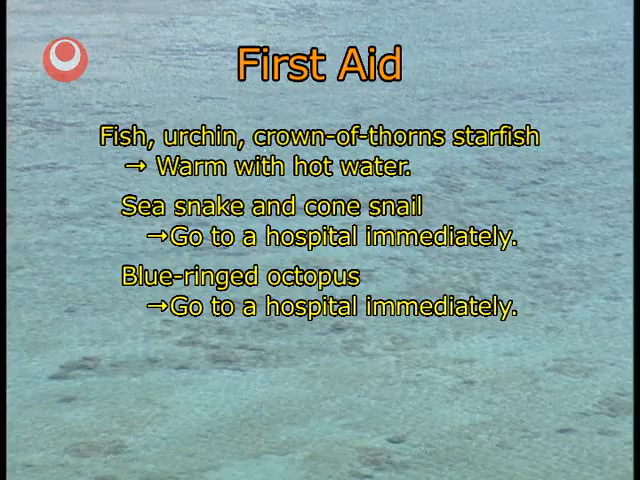 First Aid
Fish, urchin, crown-of-thorns starfish
→ Warm with hot water.
Sea snake and cone snail
→Go to a hospital immediately.
Blue-ringed octopus
→Go to a hospital immediately.